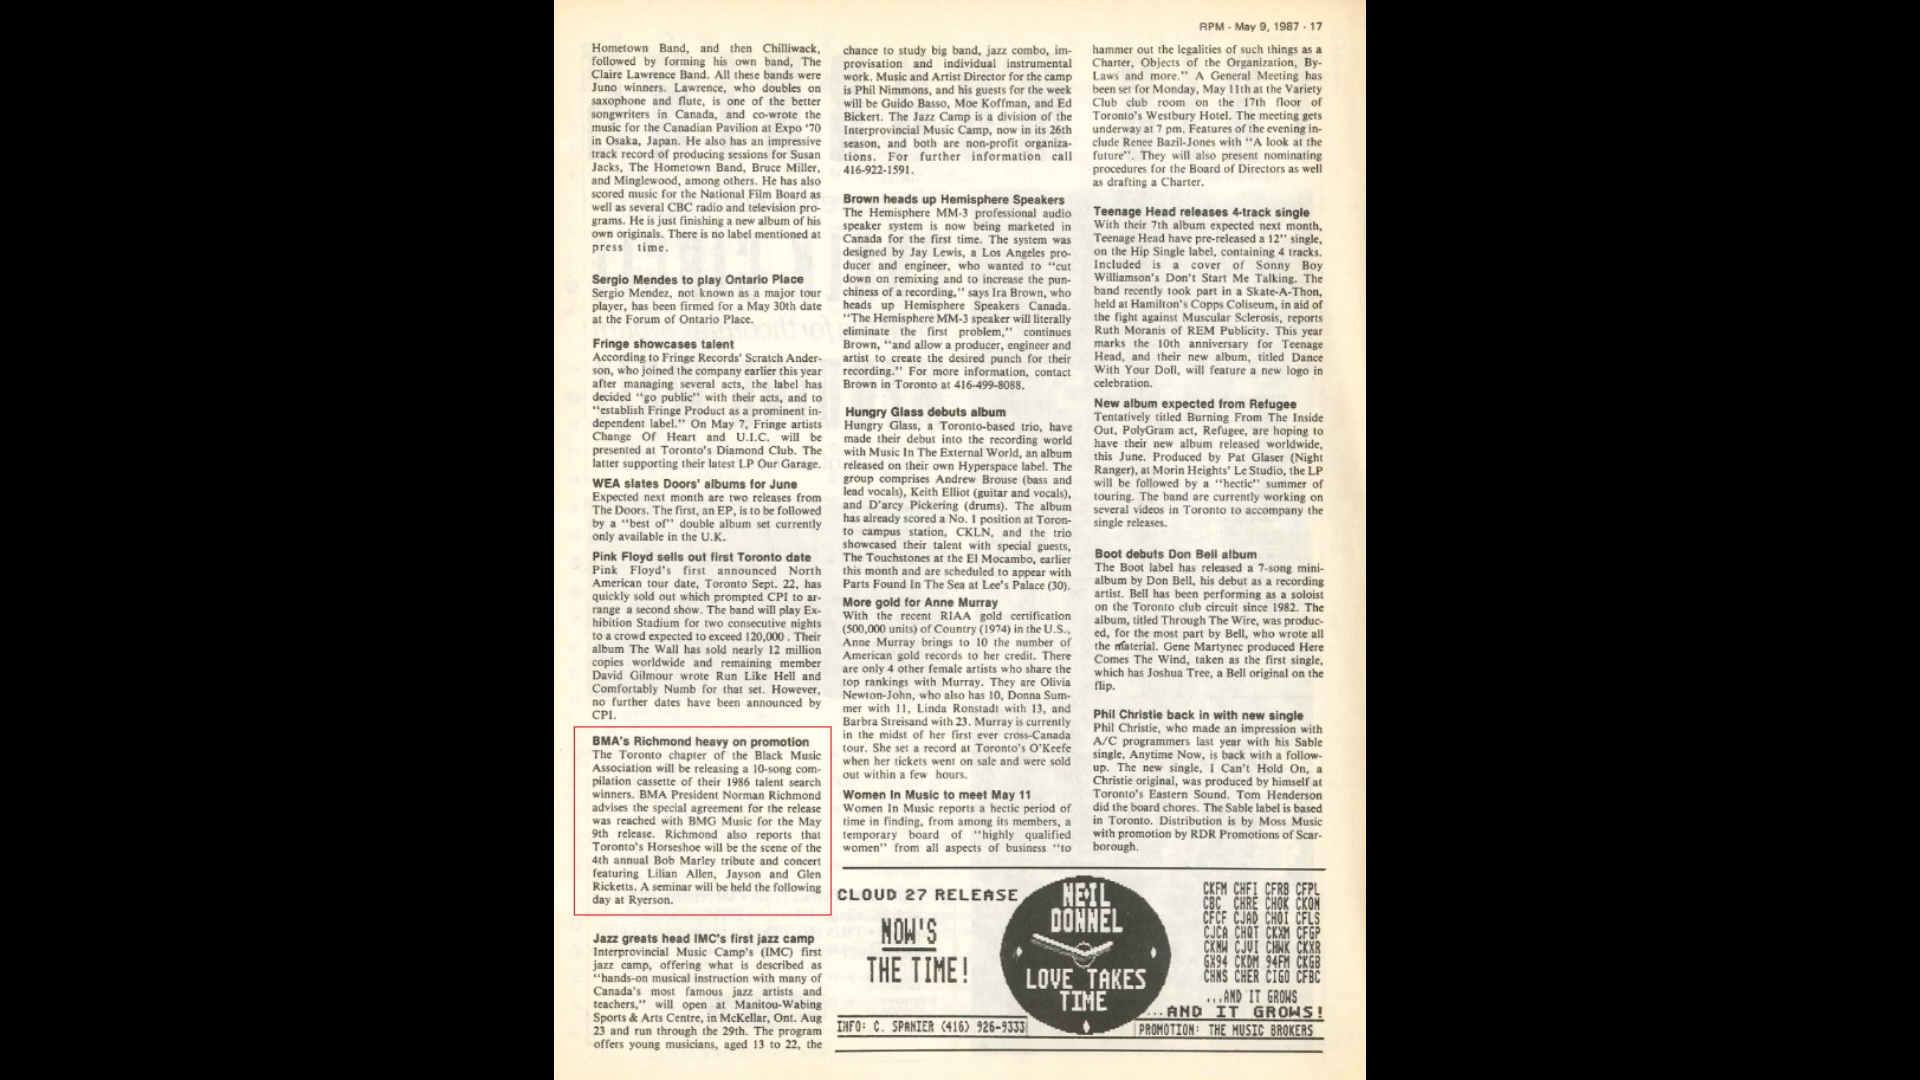 RPM - May 9, 1987 - 17
Hometown Band, and then Chilliwack,
followed by forming his own band, The
Claire Lawrence Band. All these bands were
Juno winners. Lawrence, who doubles on
saxophone and flute, is one of the better
songwriters in Canada, and co-wrote the
music for the Canadian Pavilion at Expo '70
in Osaka, Japan. He also has an impressive
track record of producing sessions for Susan
Jacks, The Hometown Band, Bruce Miller,
and Minglewood, among others. He has also
scored music for the National Film Board as
well as several CBC radio and television pro-
grams. He is just finishing a new album of his
own originals. There is no label mentioned at
press time.
Sergio Mendes to play Ontario Place
Sergio Mendez, not known as a major tour
player, has been firmed for a May 30th date
at the Forum of Ontario Place.
Fringe showcases talent
According to Fringe Records' Scratch Ander-
son, who joined the company earlier this year
after managing several acts, the label has
decided "go public" with their acts, and to
"establish Fringe Product as a prominent in-
dependent label." On May 7, Fringe artists
Change Of Heart and U.I.C. will be
presented at Toronto's Diamond Club. The
latter supporting their latest LP Our Garage.
WEA slates Doors' albums for June
Expected next month are two releases from
The Doors. The first, an EP, is to be followed
by a "best of" double album set currently
only available in the U.K.
Pink Floyd sells out first Toronto date
Pink Floyd's first announced North
American tour date, Toronto Sept. 22, has
quickly sold out which prompted CPI to ar-
range a second show. The band will play Ex-
hibition Stadium for two consecutive nights
to a crowd expected to exceed 120,000 . Their
album The Wall has sold nearly 12 million
copies worldwide and remaining member
David Gilmour wrote Run Like Hell and
Comfortably Numb for that set. However,
no further dates have been announced by
CPI.
BMA's Richmond heavy on promotion
The Toronto chapter of the Black Music
Association will be releasing a 10-song com-
pilation cassette of their 1986 talent search
winners. BMA President Norman Richmond
advises the special agreement for the release
was reached with BMG Music for the May
9th release. Richmond also reports that
Toronto's Horseshoe will be the scene of the
4th annual Bob Marley tribute and concert
featuring Lilian Allen, Jayson and Glen
Ricketts. A seminar will be held the following
day at Ryerson.
Jazz greats head IMC's first jazz camp
Interprovincial Music Camp's (IMC) first
jazz camp, offering what is described as
"hands-on musical instruction with many of
Canada's most famous jazz artists and
teachers," will open at Manitou-Wabing
Sports & Arts Centre, in McKellar, Ont. Aug
23 and run through the 29th. The program
offers young musicians, aged 13 to 22, the
chance to study big band, jazz combo, im-
provisation and individual instrumental
work. Music and Artist Director for the camp
is Phil Nimmons, and his guests for the week
will be Guido Basso, Moe Koffman, and Ed
Bickert. The Jazz Camp is a division of the
Interprovincial Music Camp, now in its 26th
season, and both are non-profit organiza-
tions. For further information call
416-922-1591.
Brown heads up Hemisphere Speakers
The Hemisphere MM-3 professional audio
speaker system is now being marketed in
Canada for the first time. The system was
designed by Jay Lewis, a Los Angeles pro-
ducer and engineer, who wanted to "cut
down on remixing and to increase the pun-
chiness of a recording," says Ira Brown, who
heads up Hemisphere Speakers Canada.
"The Hemisphere MM-3 speaker will literally
eliminate the first problem," continues
Brown, "and allow a producer, engineer and
artist to create the desired punch for their
recording." For more information, contact
Brown in Toronto at 416-499-8088.
Hungry Glass debuts album
Hungry Glass, a Toronto-based trio, have
made their debut into the recording world
with Music In The External World, an album
released on their own Hyperspace label. The
group comprises Andrew Brouse (bass and
lead vocals), Keith Elliot (guitar and vocals),
and D'arcy Pickering (drums). The album
has already scored a No. 1 position at Toron-
to campus station, CKLN, and the trio
showcased their talent with special guests,
The Touchstones at the El Mocambo, earlier
this month and are scheduled to appear with
Parts Found In The Sea at Lee's Palace (30).
More gold for Anne Murray
With the recent RIAA gold certification
(500,000 units) of Country (1974) in the U.S.,
Anne Murray brings to 10 the number of
American gold records to her credit. There
are only 4 other female artists who share the
top rankings with Murray. They are Olivia
Newton-John, who also has 10, Donna Sum-
mer with 11, Linda Ronstadt with 13, and
Barbra Streisand with 23. Murray is currently
in the midst of her first ever cross-Canada
tour. She set a record at Toronto's O'Keefe
when her tickets went on sale and were sold
out within a few hours.
Women In Music to meet May 11
Women In Music reports a hectic period of
time in finding, from among its members, a
temporary board of "highly qualified
women" from all aspects of business "to
hammer out the legalities of such things as a
Charter, Objects of the Organization, By-
Laws and more." A General Meeting has
been set for Monday, May 11th at the Variety
Club club room on the 17th floor of
Toronto's Westbury Hotel. The meeting gets
underway at 7 pm. Features of the evening in-
clude Renee Bazil-Jones with "A look at the
future". They will also present nominating
procedures for the Board of Directors as well
as drafting a Charter.
Teenage Head releases 4-track single
With their 7th album expected next month,
Teenage Head have pre-released a 12" single,
on the Hip Single label, containing 4 tracks.
Included is a cover of Sonny Boy
Williamson's Don't Start Me Talking. The
band recently took part in a Skate-A-Thon,
held at Hamilton's Copps Coliseum, in aid of
the fight against Muscular Sclerosis, reports
Ruth Moranis of REM Publicity. This year
marks the 10th anniversary for Teenage
Head, and their new album, titled Dance
With Your Doll, will feature a new logo in
celebration.
New album expected from Refugee
Tentatively titled Burning From The Inside
Out, PolyGram act, Refugee, are hoping to
have their new album released worldwide,
this June. Produced by Pat Glaser (Night
Ranger), at Morin Heights' Le Studio, the LP
will be followed by a "hectic" summer of
touring. The band are currently working on
several videos in Toronto to accompany the
single releases.
Boot debuts Don Bell album
The Boot label has released a 7-song mini-
album by Don Bell, his debut as a recording
artist. Bell has been performing as a soloist
on the Toronto club circuit since 1982. The
album, titled Through The Wire, was produc-
ed, for the most part by Bell, who wrote all
the material. Gene Martynec produced Here
Comes The Wind, taken as the first single,
which has Joshua Tree, a Bell original on the
flip.
Phil Christie back in with new single
Phil Christie, who made an impression with
A/C programmers last year with his Sable
single, Anytime Now, is back with a follow-
up. The new single, I Can't Hold On, a
Christie original, was produced by himself at
Toronto's Eastern Sound. Tom Henderson
did the board chores. The Sable label is based
in Toronto. Distribution is by Moss Music
with promotion by RDR Promotions of Scar-
borough.
CLOUD 27 RELEASE
NOW'S
THE TIME!
INFO: C. SPANIER (416) 926-9333
NEIL
DONNEL
LOVE TAKES
TIME
CKFM CHFI CFRB CFPL
CBC CHRE CHOK CKON
CFCF CJAD CHOI CFLS
CJCA CHQT CKXM CFGP
CKNW CJVI CHWK CKXR
GX94 CKDM 94FM CKGB
CHNS CHER CIGO CFBC
...AND IT GROWS
...AND IT GROWS!
PROMOTION: THE MUSIC BROKERS